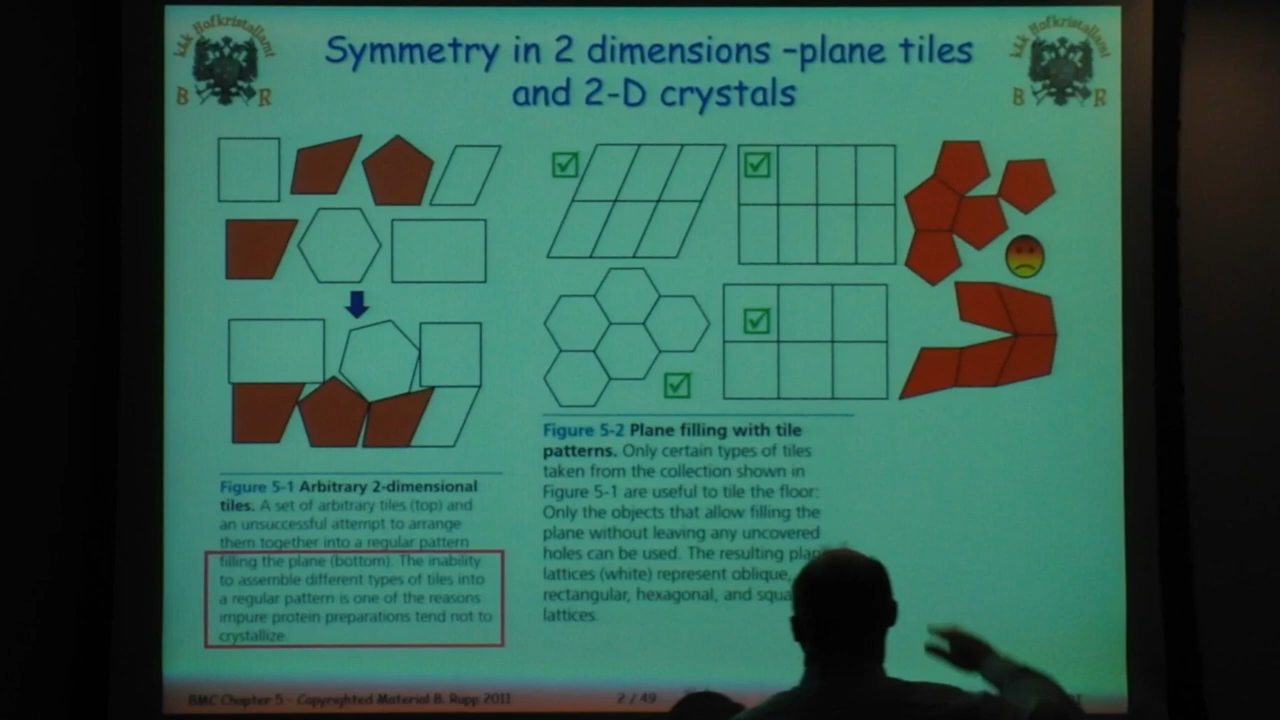 k&k Hofkristallamt
B R
Symmetry in 2 dimensions –plane tiles
and 2-D crystals
k&k Hofkristallamt
B R
Figure 5-1 Arbitrary 2-dimensional
tiles. A set of arbitrary tiles (top) and
an unsuccessful attempt to arrange
them together into a regular pattern
filling the plane (bottom). The inability
to assemble different types of tiles into
a regular pattern is one of the reasons
impure protein preparations tend not to
crystallize.
Figure 5-2 Plane filling with tile
patterns. Only certain types of tiles
taken from the collection shown in
Figure 5-1 are useful to tile the floor:
Only the objects that allow filling the
plane without leaving any uncovered
holes can be used. The resulting plan
lattices (white) represent oblique,
rectangular, hexagonal, and squa
lattices.
BMC Chapter 5 – Copyrighted Material B. Rupp 2011
2 / 49